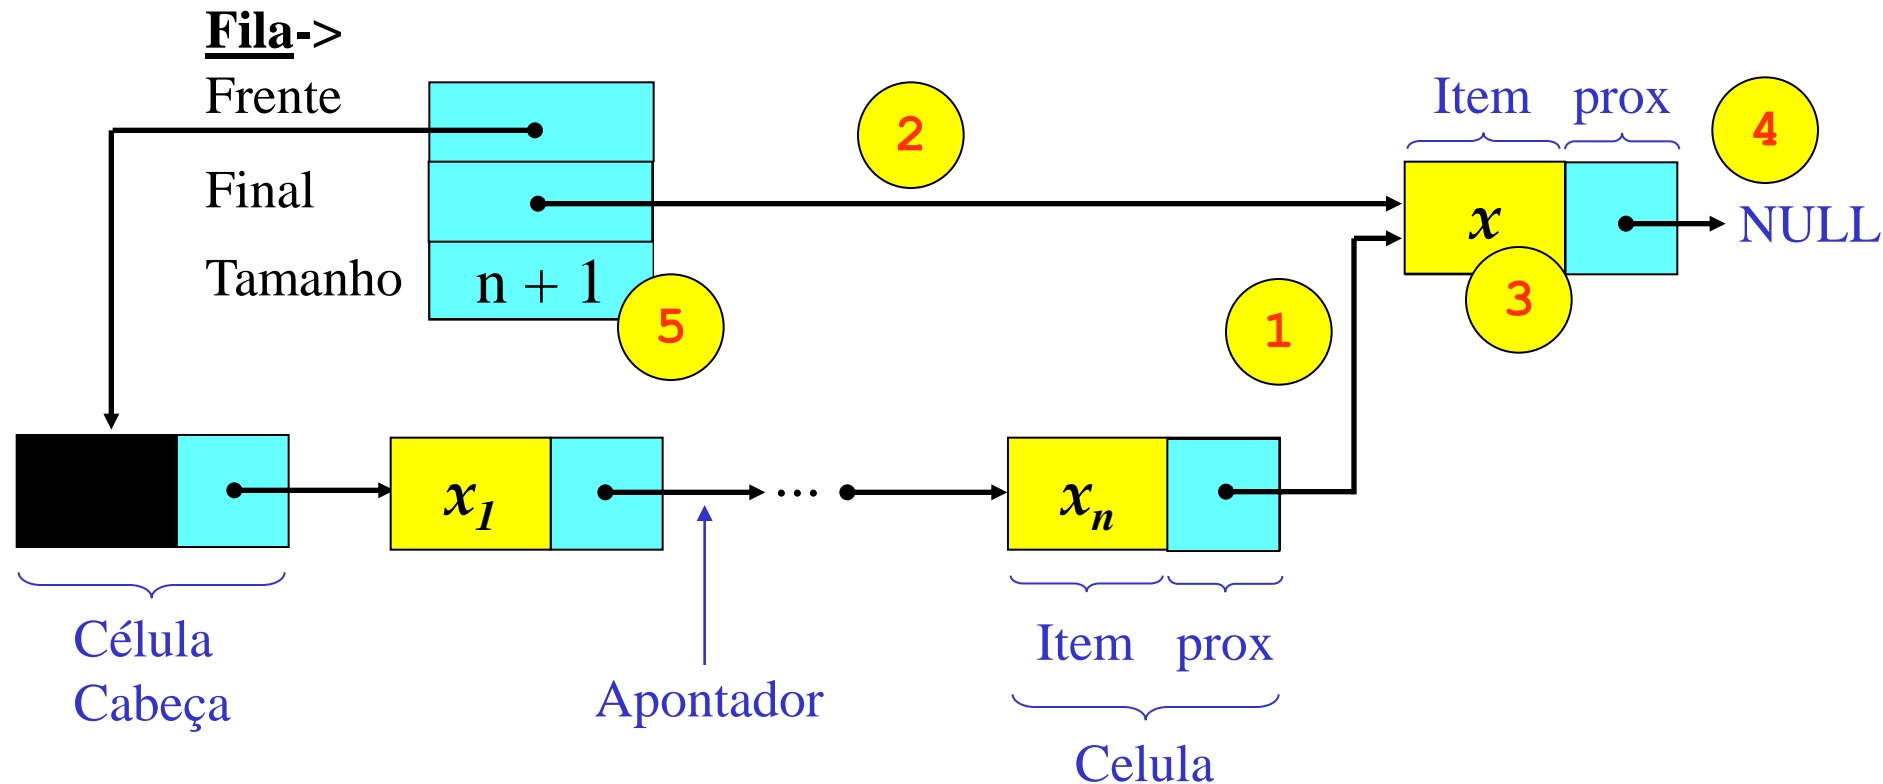 Fila->
Frente
2
Item prox
4
Final
x
NULL
Tamanho
n + 1
5
3
1
x1
...
xn
Célula
Cabeça
Apontador
Item prox
Celula